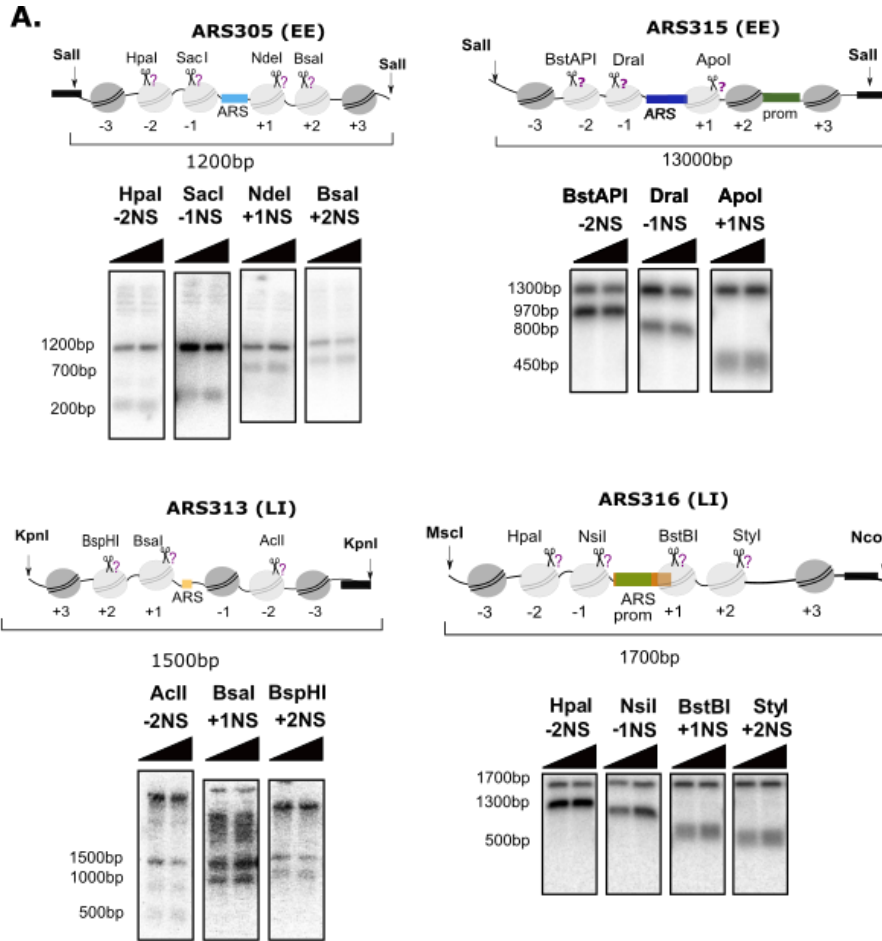 A.
ARS305 (EE)
SalI HpaI SacI NdeI BsaI SalI
? ? ? ?
ARS
-3 -2 -1 +1 +2 +3
1200bp
HpaI SacI NdeI BsaI
-2NS -1NS +1NS +2NS
1200bp
700bp
200bp
ARS315 (EE)
SalI BstAPI DraI ApoI SalI
? ? ?
-3 -2 -1 ARS +1 +2 prom +3
13000bp
BstAPI DraI ApoI
-2NS -1NS +1NS
1300bp
970bp
800bp
450bp
ARS313 (LI)
KpnI BspHI BsaI AclI KpnI
? ? ?
ARS
+3 +2 +1 -1 -2 -3
1500bp
AclI BsaI BspHI
-2NS +1NS +2NS
1500bp
1000bp
500bp
ARS316 (LI)
MscI HpaI NsiI BstBI StyI Nco
? ? ? ?
ARS
-3 -2 -1 prom +1 +2 +3
1700bp
HpaI NsiI BstBI StyI
-2NS -1NS +1NS +2NS
1700bp
1300bp
500bp